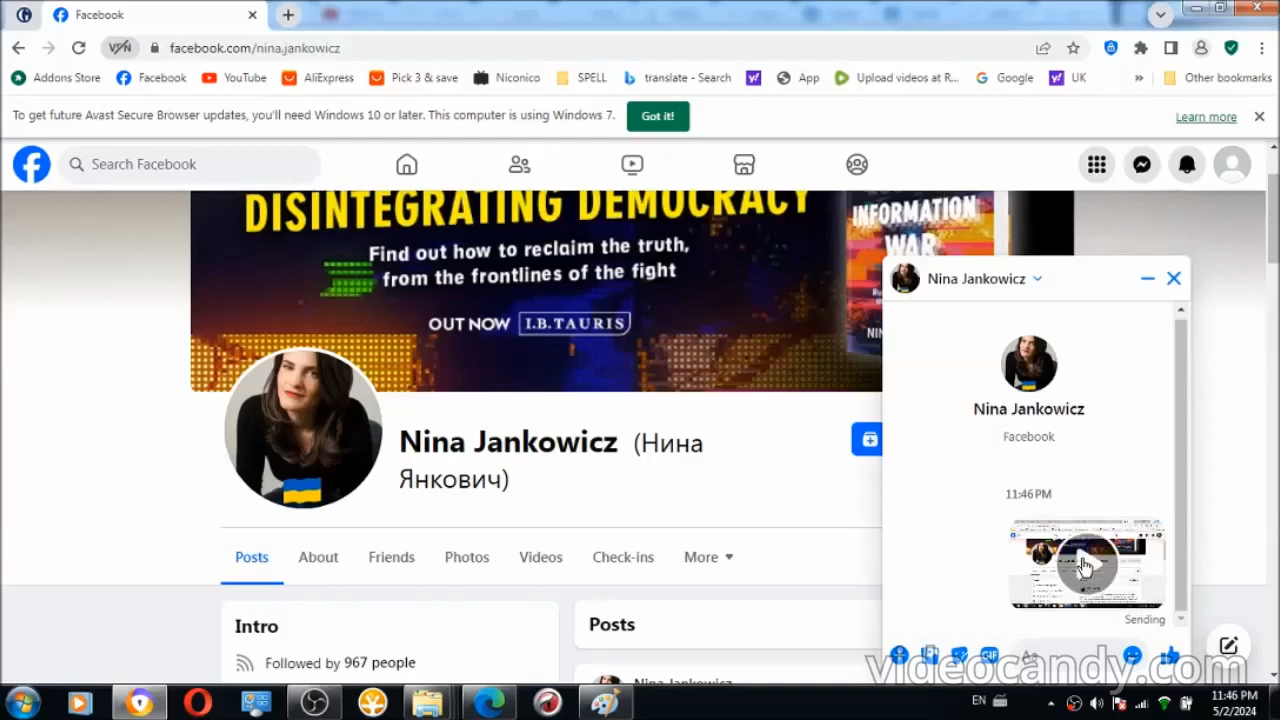 Facebook
facebook.com/nina.jankowicz
Addons Store
Facebook
YouTube
AliExpress
Pick 3 & save
Niconico
SPELL
translate - Search
App
Upload videos at R...
Google
UK
Other bookmarks
To get future Avast Secure Browser updates, you'll need Windows 10 or later. This computer is using Windows 7.
Got it!
Learn more
Search Facebook
DISINTEGRATING DEMOCRACY
Find out how to reclaim the truth,
from the frontlines of the fight
OUT NOW I.B.TAURIS
INFORMATION
WAR
NIN
Nina Jankowicz (Нина
Янкович)
Posts
About
Friends
Photos
Videos
Check-ins
More
Intro
Followed by 967 people
Posts
Nina Jankowicz
Nina Jankowicz
Nina Jankowicz
Facebook
11:46 PM
Sending
GIF
Aa
videocandy.com
EN
11:46 PM
5/2/2024